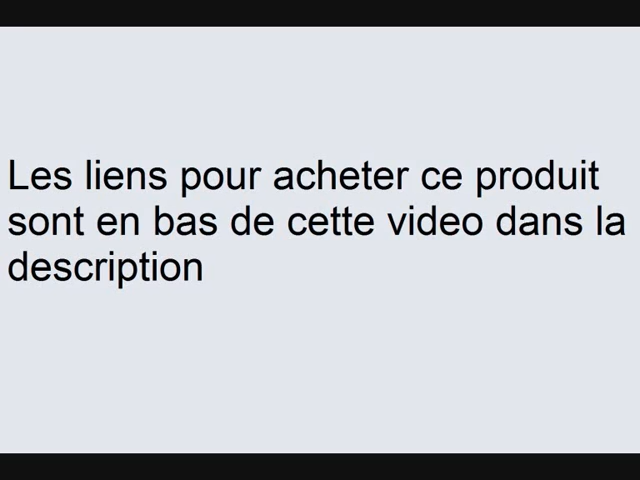 Les liens pour acheter ce produit
sont en bas de cette video dans la
description